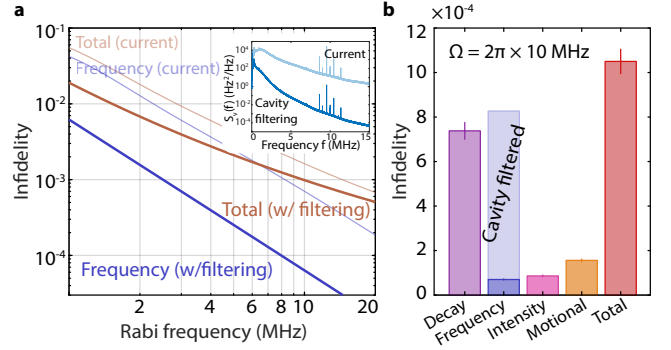 a
Infidelity
10⁻¹
10⁻²
10⁻³
10⁻⁴
Total (current)
Frequency (current)
Total (w/ filtering)
Frequency (w/filtering)
2
4
6
8
10
20
Rabi frequency (MHz)
Sᵥ(f) (Hz²/Hz)
10⁴
10²
10⁰
10⁻²
10⁻⁴
Current
Cavity
filtering
0
5
10
15
Frequency f
(MHz)
b
×10⁻⁴
Ω = 2π × 10 MHz
Infidelity
12
10
8
6
4
2
0
Cavity filtered
Decay
Frequency
Intensity
Motional
Total